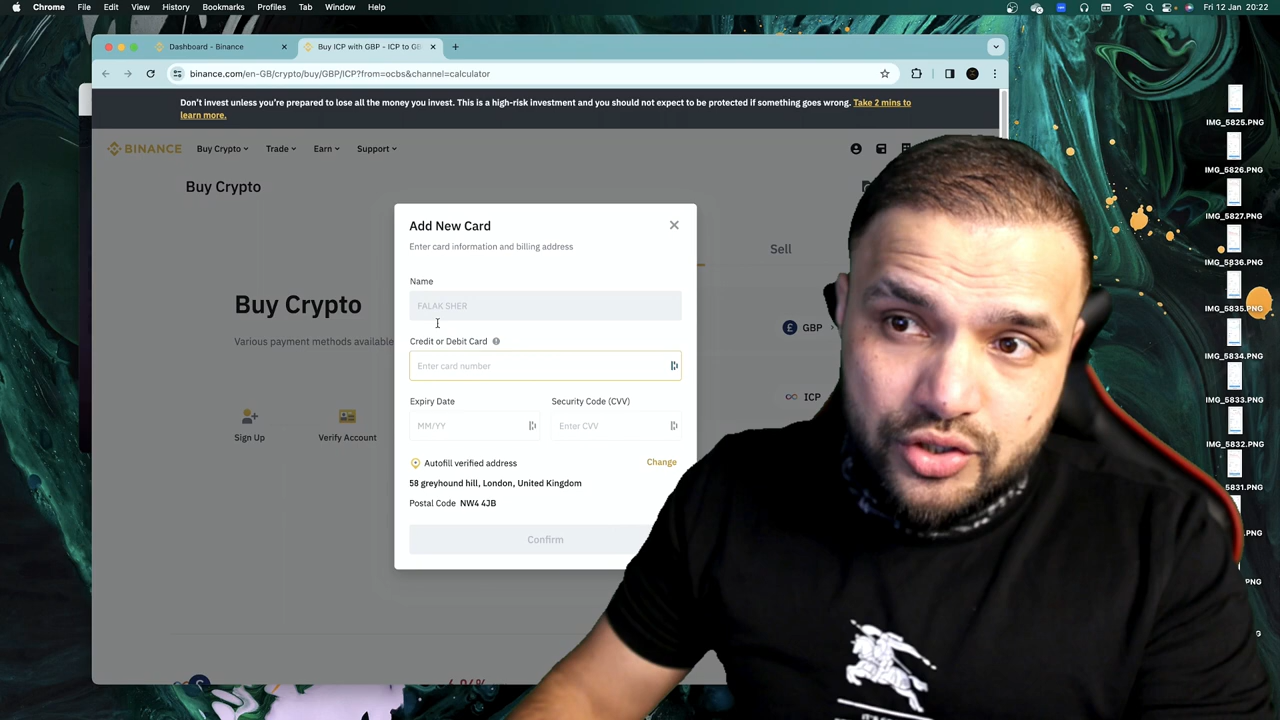 Chrome File Edit View History Bookmarks Profiles Tab Window Help
Fri 12 Jan 20:22
Dashboard - Binance
Buy ICP with GBP - ICP to GB
binance.com/en-GB/crypto/buy/GBP/ICP?from=ocbs&channel=calculator
Don't invest unless you're prepared to lose all the money you invest. This is a high-risk investment and you should not expect to be protected if something goes wrong. Take 2 mins to
learn more.
BINANCE Buy Crypto Trade Earn Support
Buy Crypto
Sell
Buy Crypto
Various payment methods available
Sign Up
Verify Account
GBP
ICP
Add New Card
Enter card information and billing address
Name
FALAK SHER
Credit or Debit Card
Enter card number
Expiry Date
Security Code (CVV)
MM/YY
Enter CVV
Autofill verified address
Change
58 greyhound hill, London, United Kingdom
Postal Code NW4 4JB
Confirm
IMG_5825.PNG
IMG_5826.PNG
IMG_5827.PNG
IMG_5836.PNG
IMG_5835.PNG
IMG_5834.PNG
IMG_5833.PNG
IMG_5832.PNG
5831.PNG